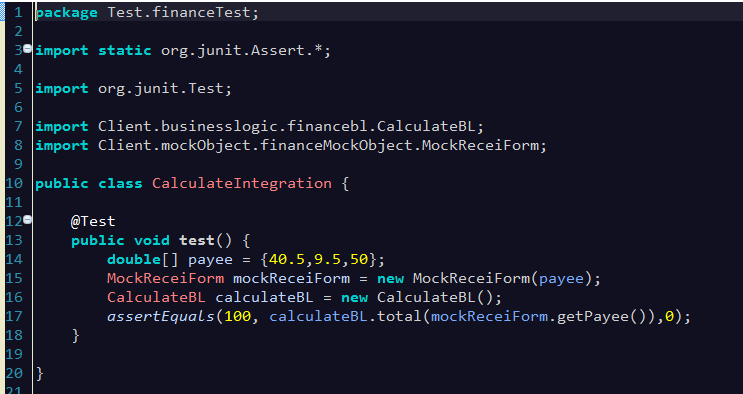 1 package Test.financeTest;
2
3 import static org.junit.Assert.*;
4
5 import org.junit.Test;
6
7 import Client.businesslogic.financebl.CalculateBL;
8 import Client.mockObject.financeMockObject.MockReceiForm;
9
10 public class CalculateIntegration {
11
12     @Test
13     public void test() {
14         double[] payee = {40.5,9.5,50};
15         MockReceiForm mockReceiForm = new MockReceiForm(payee);
16         CalculateBL calculateBL = new CalculateBL();
17         assertEquals(100, calculateBL.total(mockReceiForm.getPayee()),0);
18     }
19
20 }
21